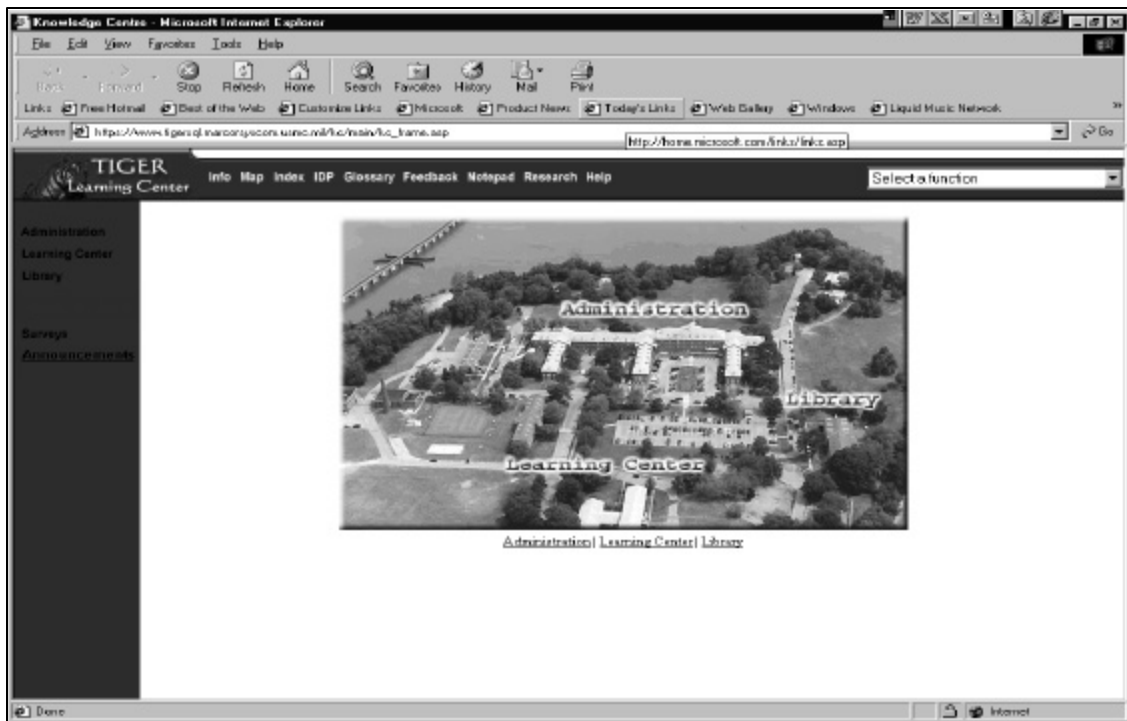 Knowledge Centre - Microsoft Internet Explorer
File Edit View Favorites Tools Help
Back Forward Stop Refresh Home Search Favorites History Mail Print
Links Free Hotmail Best of the Web Customize Links Microsoft Product News Today's Links Web Gallery Windows Liquid Music Network
Address Go
http://home.microsoft.com/links/links.asp
TIGER
Learning Center
Info Map Index IDP Glossary Feedback Notepad Research Help
Select a function
Administration
Learning Center
Library
Surveys
Announcements
Administration
Library
Learning Center
Administration | Learning Center | Library
Done Internet